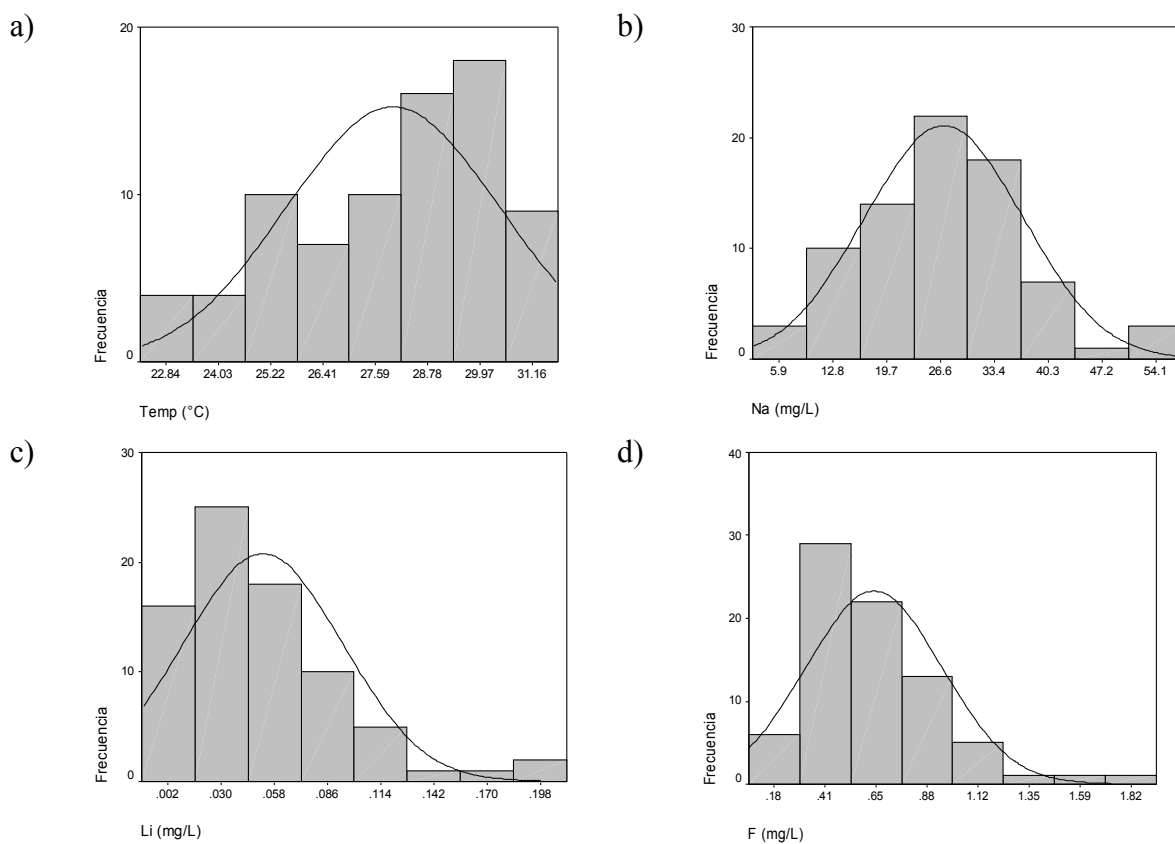 a)
20
10
0
Frecuencia
22.84 24.03 25.22 26.41 27.59 28.78 29.97 31.16
Temp (°C)
b)
30
20
10
0
Frecuencia
5.9 12.8 19.7 26.6 33.4 40.3 47.2 54.1
Na (mg/L)
c)
30
20
10
0
Frecuencia
.002 .030 .058 .086 .114 .142 .170 .198
Li (mg/L)
d)
40
30
20
10
0
Frecuencia
.18 .41 .65 .88 1.12 1.35 1.59 1.82
F (mg/L)